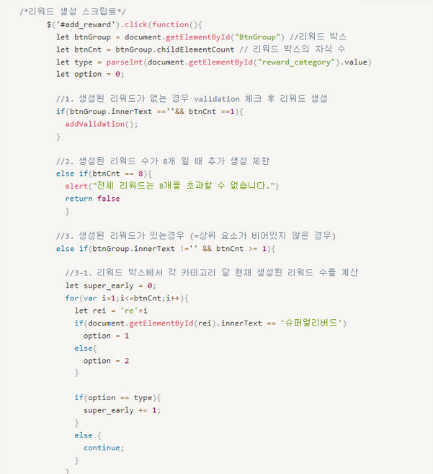 /*리워드 생성 스크립트*/
$('#add_reward').click(function(){
let btnGroup = document.getElementById("BtnGroup") //리워드 박스
let btnCnt = btnGroup.childElementCount // 리워드 박스의 자식 수
let type = parseInt(document.getElementById("reward_category").value)
let option = 0;
//1. 생성된 리워드가 없는 경우 validation 체크 후 리워드 생성
if(btnGroup.innerText ==''&& btnCnt ==1){
addValidation();
}
//2. 생성된 리워드 수가 8개 일 때 추가 생성 제한
else if(btnCnt == 8){
alert("전체 리워드는 8개를 초과할 수 없습니다.")
return false
}
//3. 생성된 리워드가 있는경우 (=상위 요소가 비어있지 않은 경우)
else if(btnGroup.innerText !='' && btnCnt >= 1){
//3-1. 리워드 박스에서 각 카테고리 당 현재 생성된 리워드 수를 계산
let super_early = 0;
for(var i=1;i<=btnCnt;i++){
let rei = 're'+i
if(document.getElementById(rei).innerText == '슈퍼얼리버드')
option = 1
else{
option = 2
}
if(option == type){
super_early += 1;
}
else {
continue;
}
}